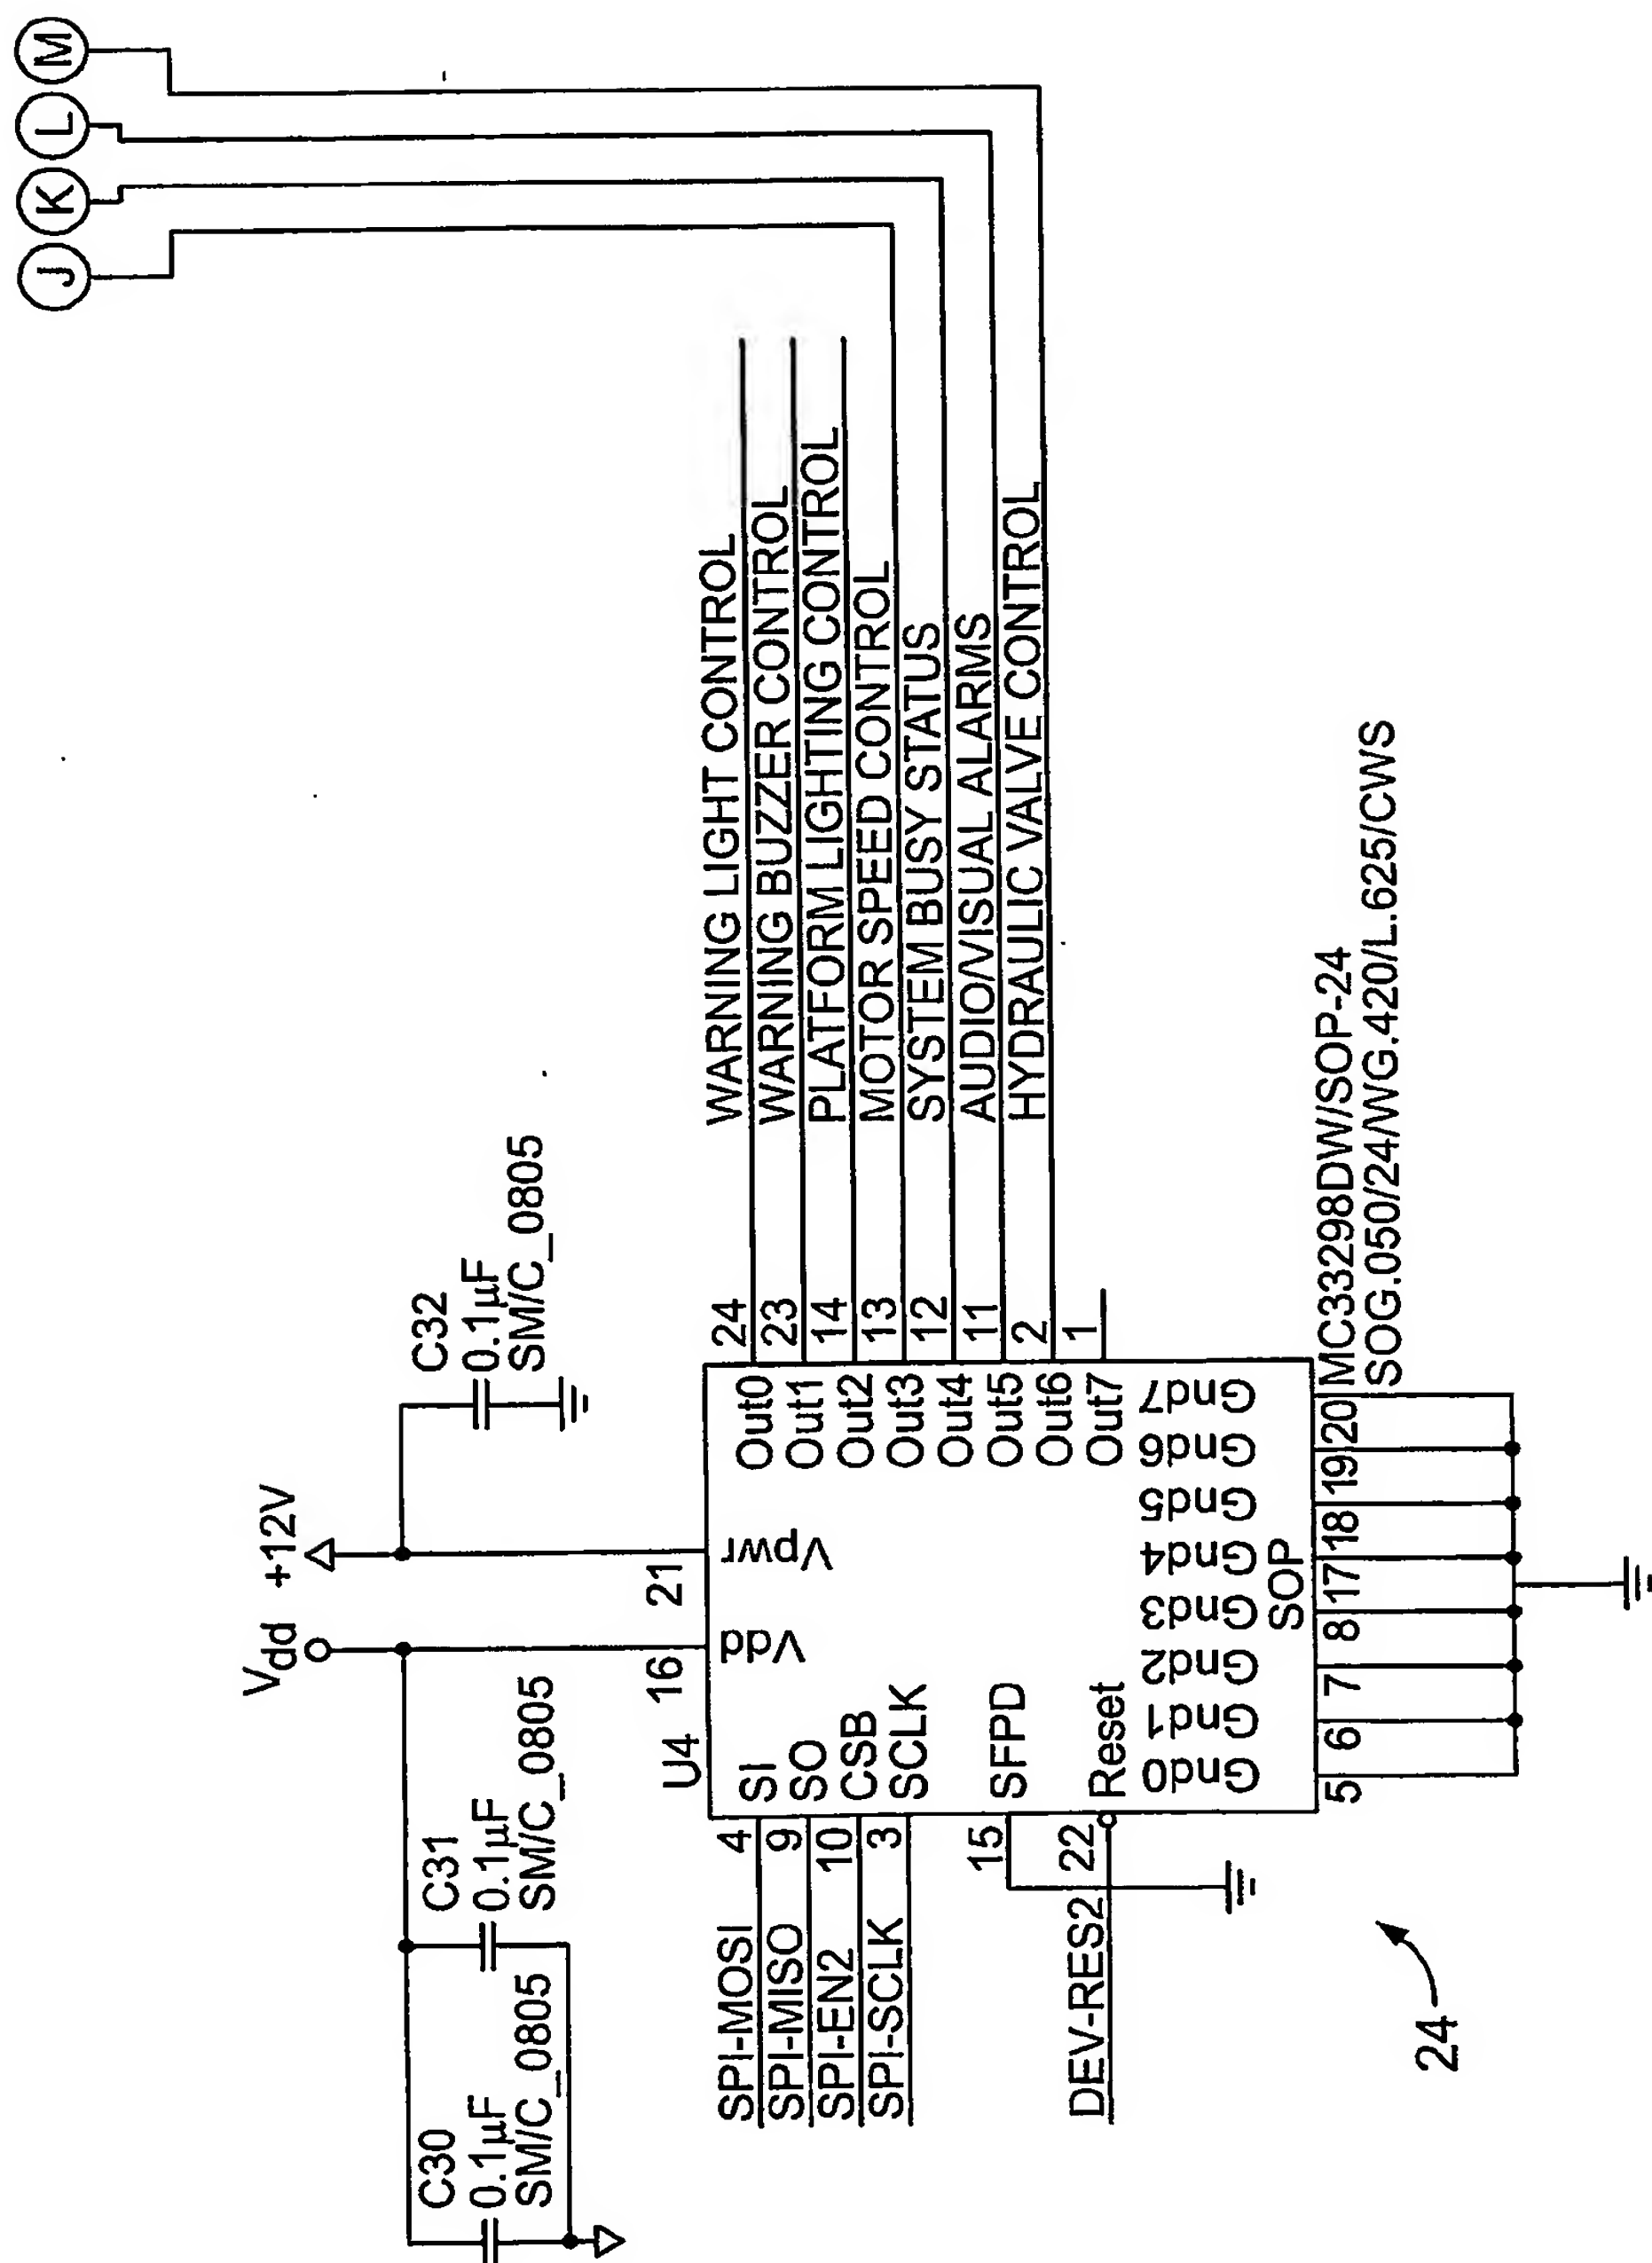 J
K
L
M
Vdd
+12V
C30
0.1µF
SM/C_0805
C31
0.1µF
SM/C_0805
C32
0.1µF
SM/C_0805
U4
16
21
Vdd
Vpwr
SPI-MOSI
4
SI
SPI-MISO
9
SO
SPI-EN2
10
CSB
SPI-SCLK
3
SCLK
15
SFPD
DEV-RES2
22
Reset
Out0
24
WARNING LIGHT CONTROL
Out1
23
WARNING BUZZER CONTROL
Out2
14
PLATFORM LIGHTING CONTROL
Out3
13
MOTOR SPEED CONTROL
Out4
12
SYSTEM BUSY STATUS
Out5
11
AUDIO/VISUAL ALARMS
Out6
2
HYDRAULIC VALVE CONTROL
Out7
1
Gnd0
Gnd1
Gnd2
Gnd3
Gnd4
Gnd5
Gnd6
Gnd7
SOP
5
6
7
8
17
18
19
20
MC33298DW/SOP-24
SOG.050/24/WG.420/L.625/CWS
24